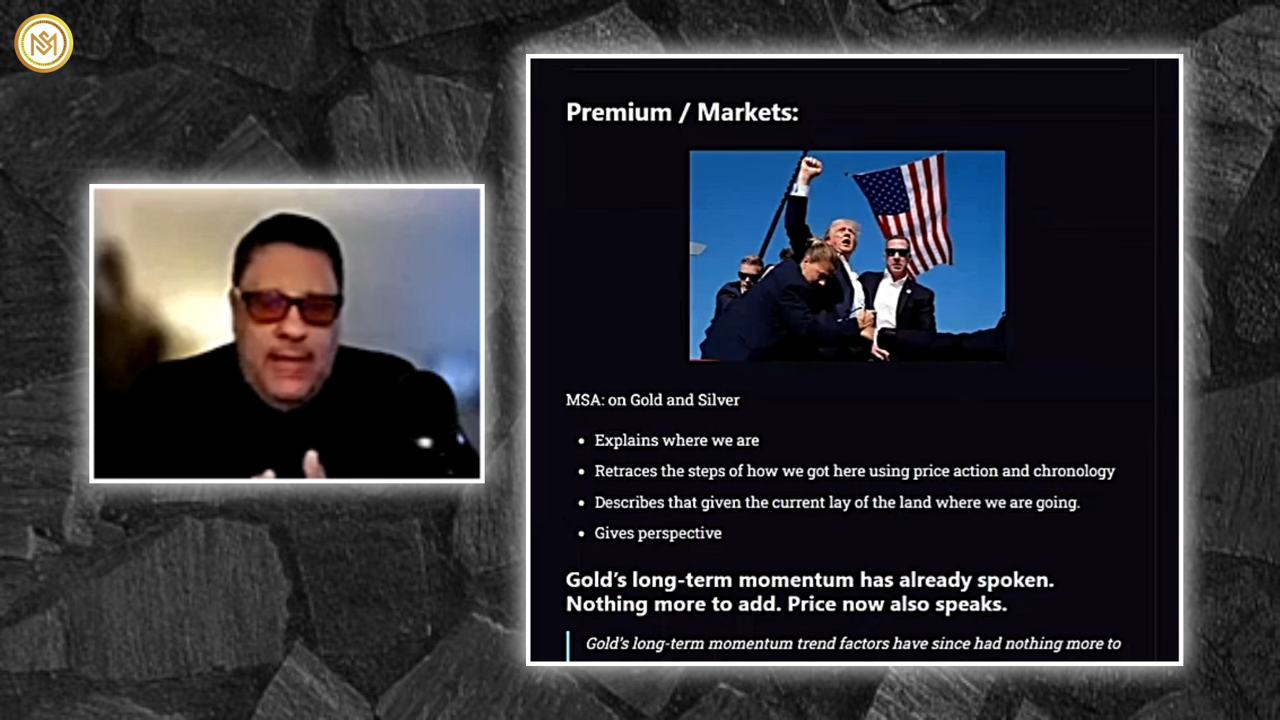 Premium / Markets:
MSA: on Gold and Silver
• Explains where we are
• Retraces the steps of how we got here using price action and chronology
• Describes that given the current lay of the land where we are going.
• Gives perspective
Gold's long-term momentum has already spoken.
Nothing more to add. Price now also speaks.
Gold's long-term momentum trend factors have since had nothing more to